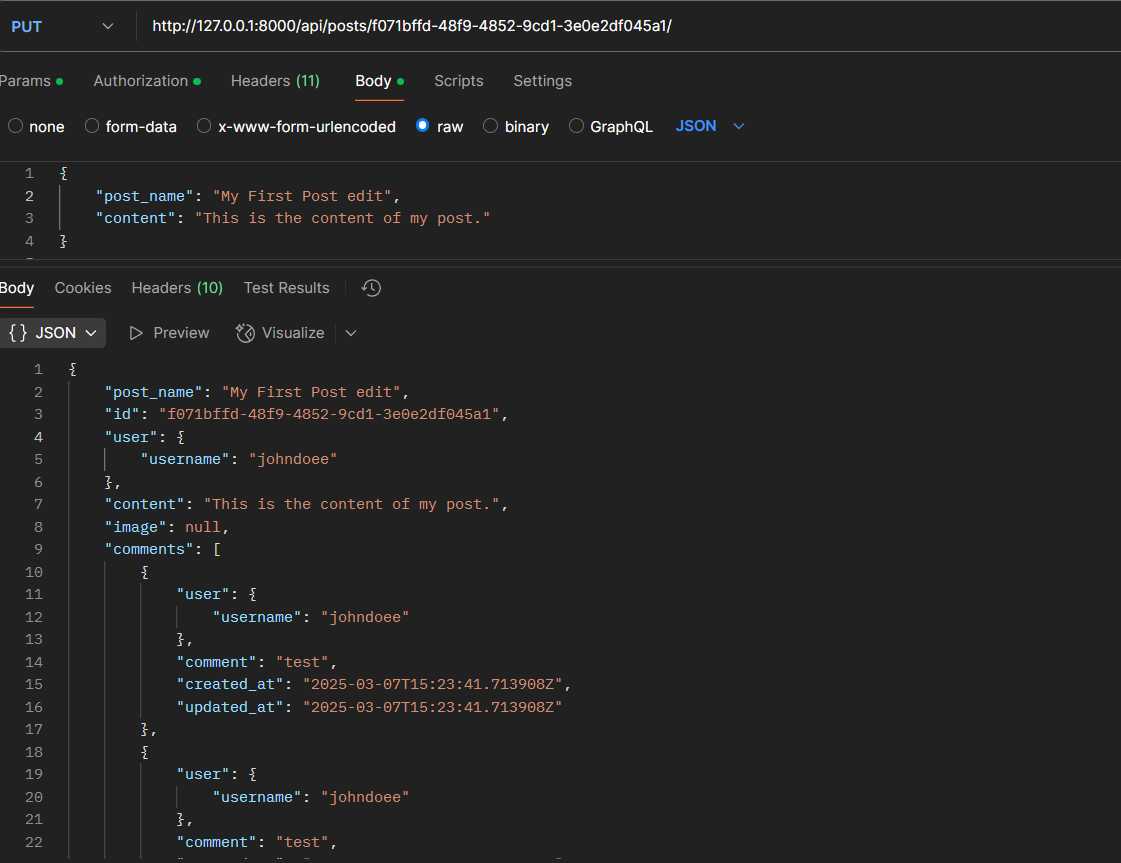 PUT http://127.0.0.1:8000/api/posts/f071bffd-48f9-4852-9cd1-3e0e2df045a1/
Params Authorization Headers (11) Body Scripts Settings
none form-data x-www-form-urlencoded raw binary GraphQL JSON
1 {
2 "post_name": "My First Post edit",
3 "content": "This is the content of my post."
4 }
Body Cookies Headers (10) Test Results
{} JSON Preview Visualize
1 {
2 "post_name": "My First Post edit",
3 "id": "f071bffd-48f9-4852-9cd1-3e0e2df045a1",
4 "user": {
5 "username": "johndoee"
6 },
7 "content": "This is the content of my post.",
8 "image": null,
9 "comments": [
10 {
11 "user": {
12 "username": "johndoee"
13 },
14 "comment": "test",
15 "created_at": "2025-03-07T15:23:41.713908Z",
16 "updated_at": "2025-03-07T15:23:41.713908Z"
17 },
18 {
19 "user": {
20 "username": "johndoee"
21 },
22 "comment": "test",